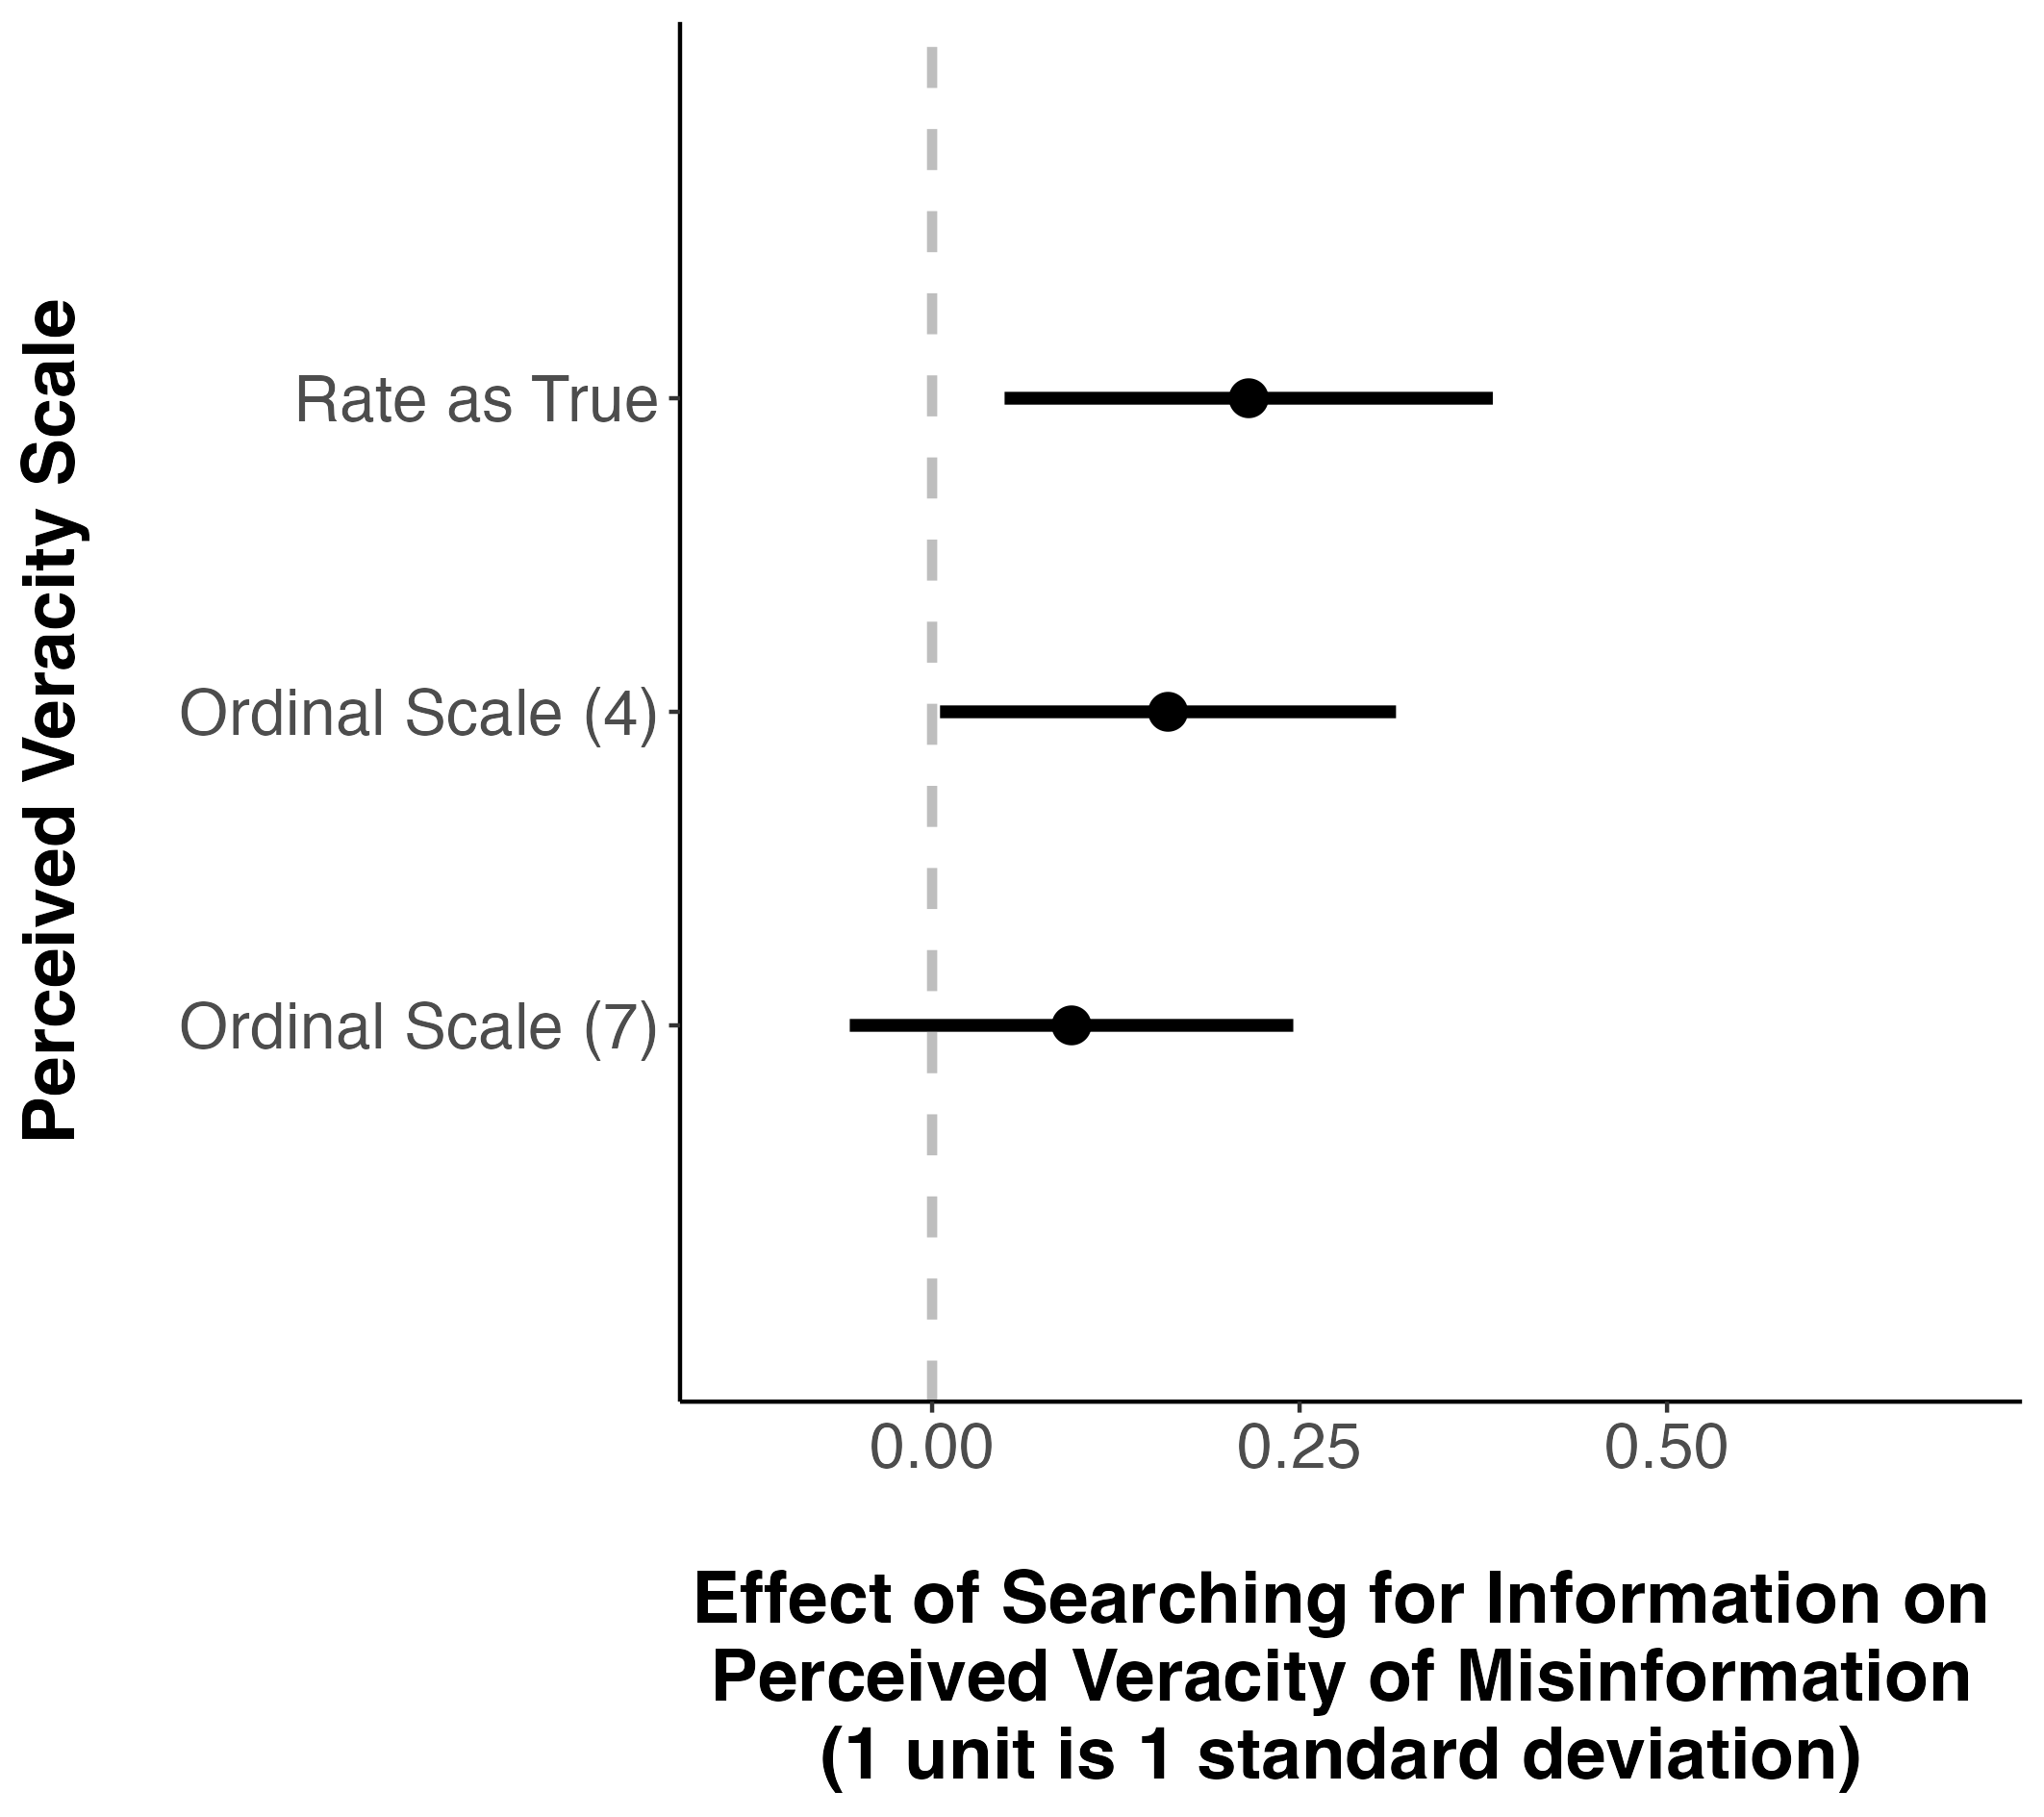 Perceived Veracity Scale
Rate as True
Ordinal Scale (4)
Ordinal Scale (7)
0.00
0.25
0.50
Effect of Searching for Information on
Perceived Veracity of Misinformation
(1 unit is 1 standard deviation)